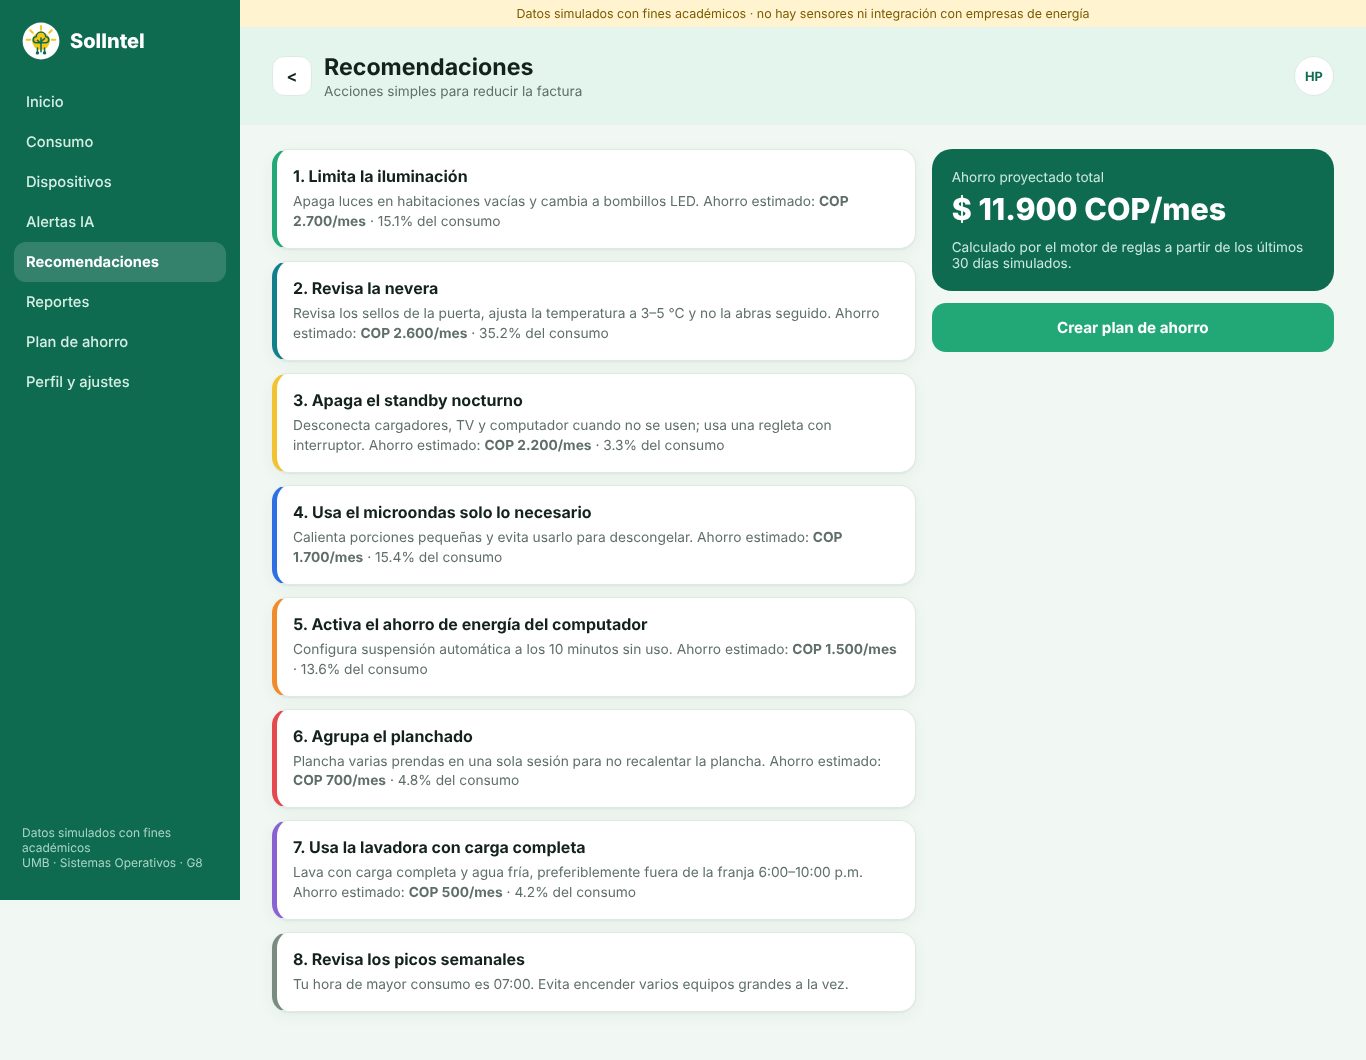 SolIntel
Inicio
Consumo
Dispositivos
Alertas IA
Recomendaciones
Reportes
Plan de ahorro
Perfil y ajustes
Datos simulados con fines
académicos
UMB · Sistemas Operativos · G8
Datos simulados con fines académicos · no hay sensores ni integración con empresas de energía
<
Recomendaciones
Acciones simples para reducir la factura
HP
1. Limita la iluminación
Apaga luces en habitaciones vacías y cambia a bombillos LED. Ahorro estimado: COP
2.700/mes · 15.1% del consumo
2. Revisa la nevera
Revisa los sellos de la puerta, ajusta la temperatura a 3–5 °C y no la abras seguido. Ahorro
estimado: COP 2.600/mes · 35.2% del consumo
3. Apaga el standby nocturno
Desconecta cargadores, TV y computador cuando no se usen; usa una regleta con
interruptor. Ahorro estimado: COP 2.200/mes · 3.3% del consumo
4. Usa el microondas solo lo necesario
Calienta porciones pequeñas y evita usarlo para descongelar. Ahorro estimado: COP
1.700/mes · 15.4% del consumo
5. Activa el ahorro de energía del computador
Configura suspensión automática a los 10 minutos sin uso. Ahorro estimado: COP 1.500/mes
· 13.6% del consumo
6. Agrupa el planchado
Plancha varias prendas en una sola sesión para no recalentar la plancha. Ahorro estimado:
COP 700/mes · 4.8% del consumo
7. Usa la lavadora con carga completa
Lava con carga completa y agua fría, preferiblemente fuera de la franja 6:00–10:00 p.m.
Ahorro estimado: COP 500/mes · 4.2% del consumo
8. Revisa los picos semanales
Tu hora de mayor consumo es 07:00. Evita encender varios equipos grandes a la vez.
Ahorro proyectado total
$ 11.900 COP/mes
Calculado por el motor de reglas a partir de los últimos
30 días simulados.
Crear plan de ahorro